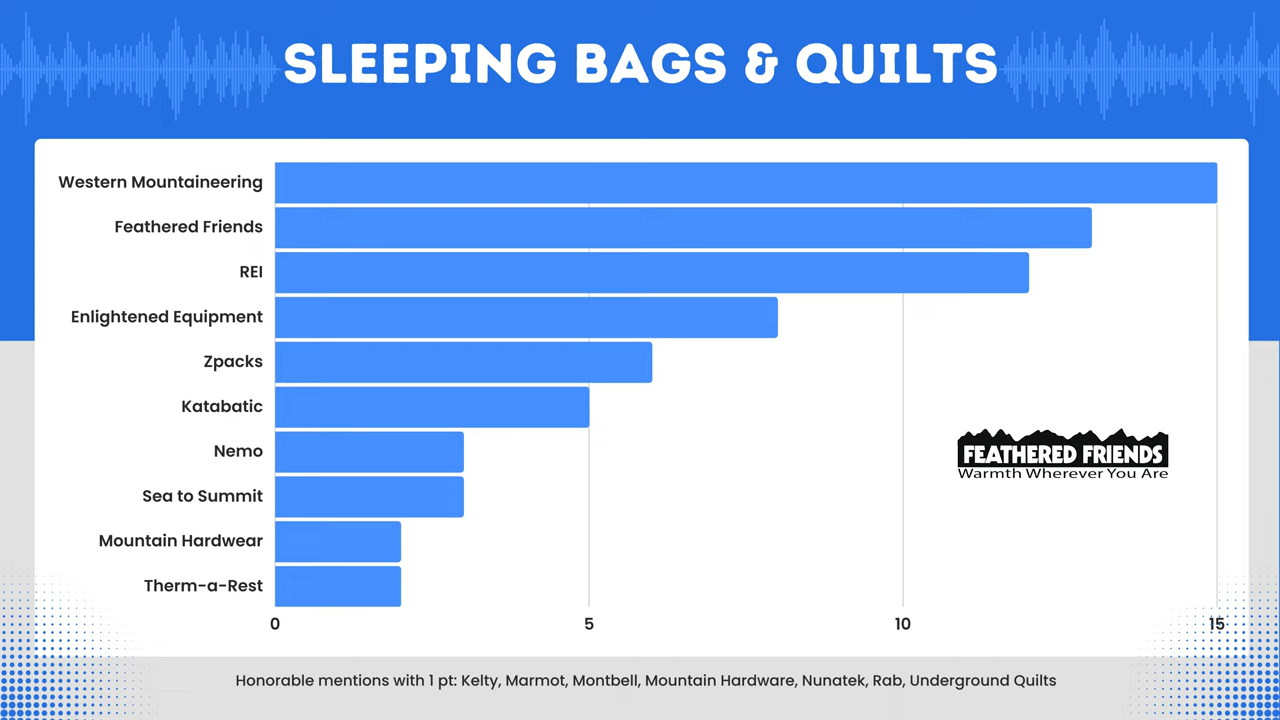 SLEEPING BAGS & QUILTS
Western Mountaineering
Feathered Friends
REI
Enlightened Equipment
Zpacks
Katabatic
Nemo
Sea to Summit
Mountain Hardwear
Therm-a-Rest
FEATHERED FRIENDS
Warmth Wherever You Are
0 5 10 15
Honorable mentions with 1 pt: Kelty, Marmot, Montbell, Mountain Hardware, Nunatek, Rab, Underground Quilts